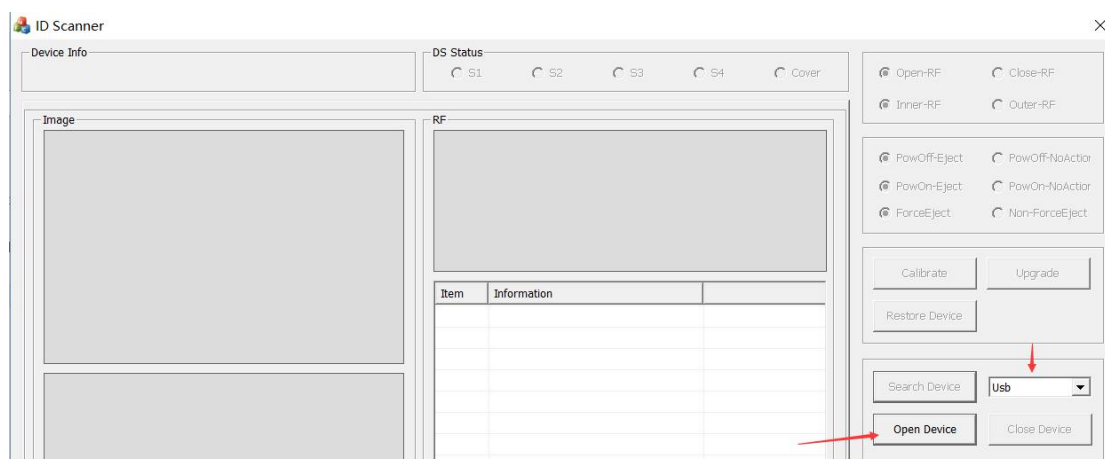 ID Scanner
Device Info
DS Status
S1 S2 S3 S4 Cover
Open-RF Close-RF
Inner-RF Outer-RF
Image
RF
PowOff-Eject PowOff-NoAction
PowOn-Eject PowOn-NoAction
ForceEject Non-ForceEject
Calibrate Upgrade
Item Information
Restore Device
Search Device Usb
Open Device Close Device